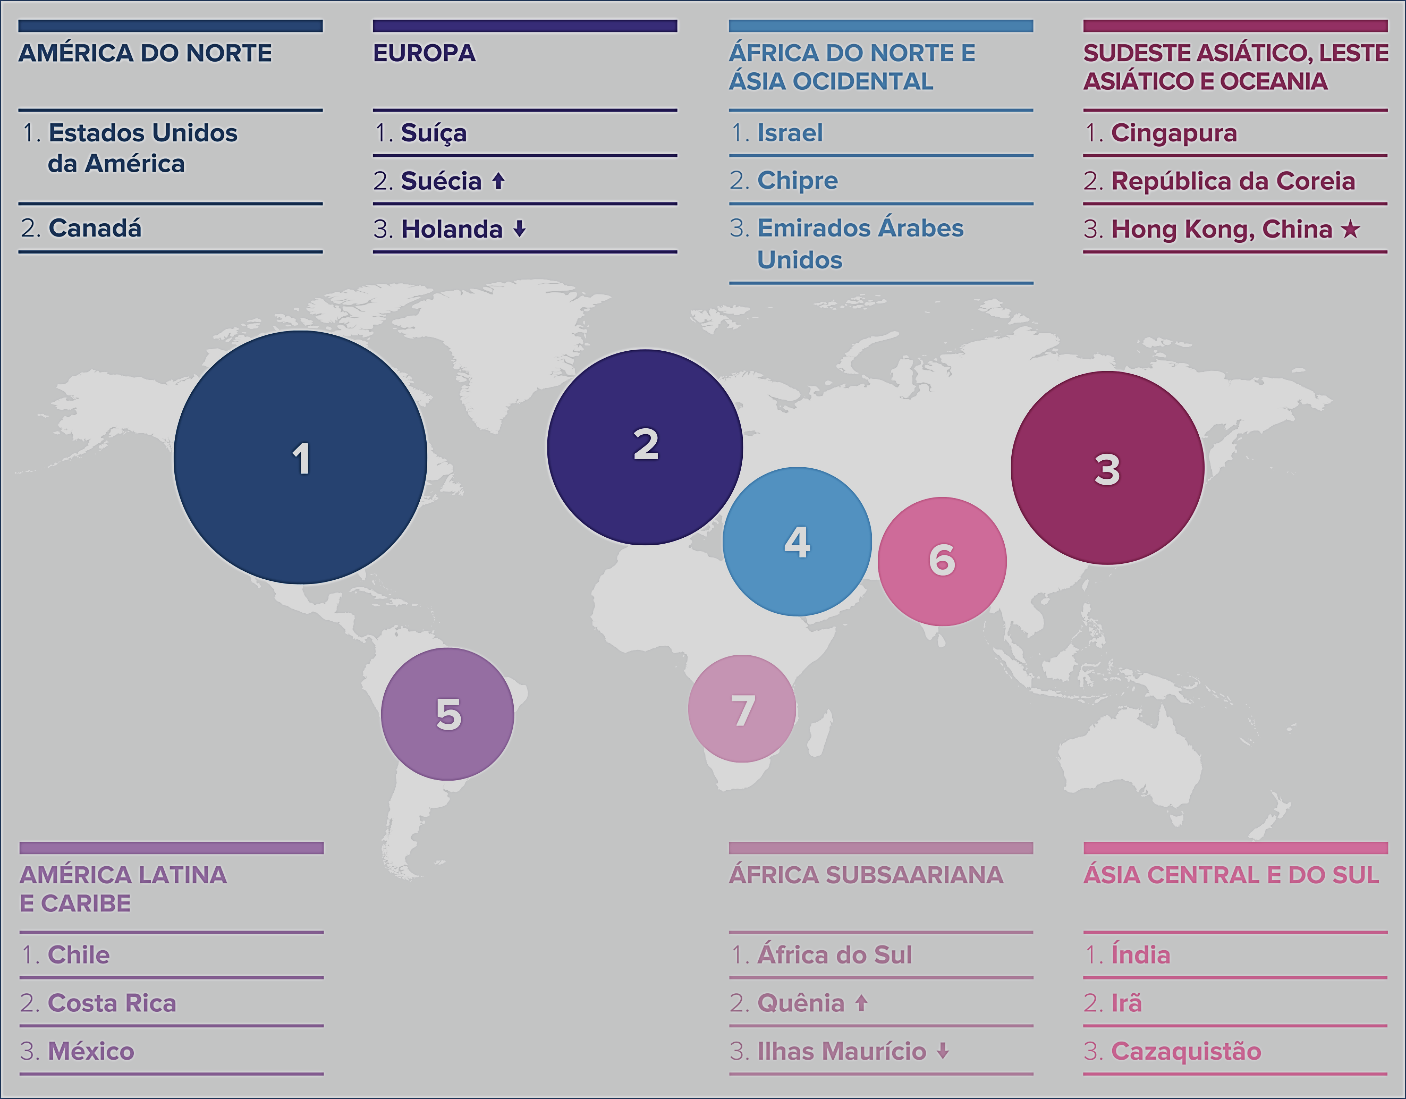 AMÉRICA DO NORTE
1. Estados Unidos
da América
2. Canadá
EUROPA
1. Suíça
2. Suécia ⬆
3. Holanda ⬇
ÁFRICA DO NORTE E
ÁSIA OCIDENTAL
1. Israel
2. Chipre
3. Emirados Árabes
Unidos
SUDESTE ASIÁTICO, LESTE
ASIÁTICO E OCEANIA
1. Cingapura
2. República da Coreia
3. Hong Kong, China ★
1
2
3
4
6
5
7
AMÉRICA LATINA
E CARIBE
1. Chile
2. Costa Rica
3. México
ÁFRICA SUBSAARIANA
1. África do Sul
2. Quênia ⬆
3. Ilhas Maurício ⬇
ÁSIA CENTRAL E DO SUL
1. Índia
2. Irã
3. Cazaquistão